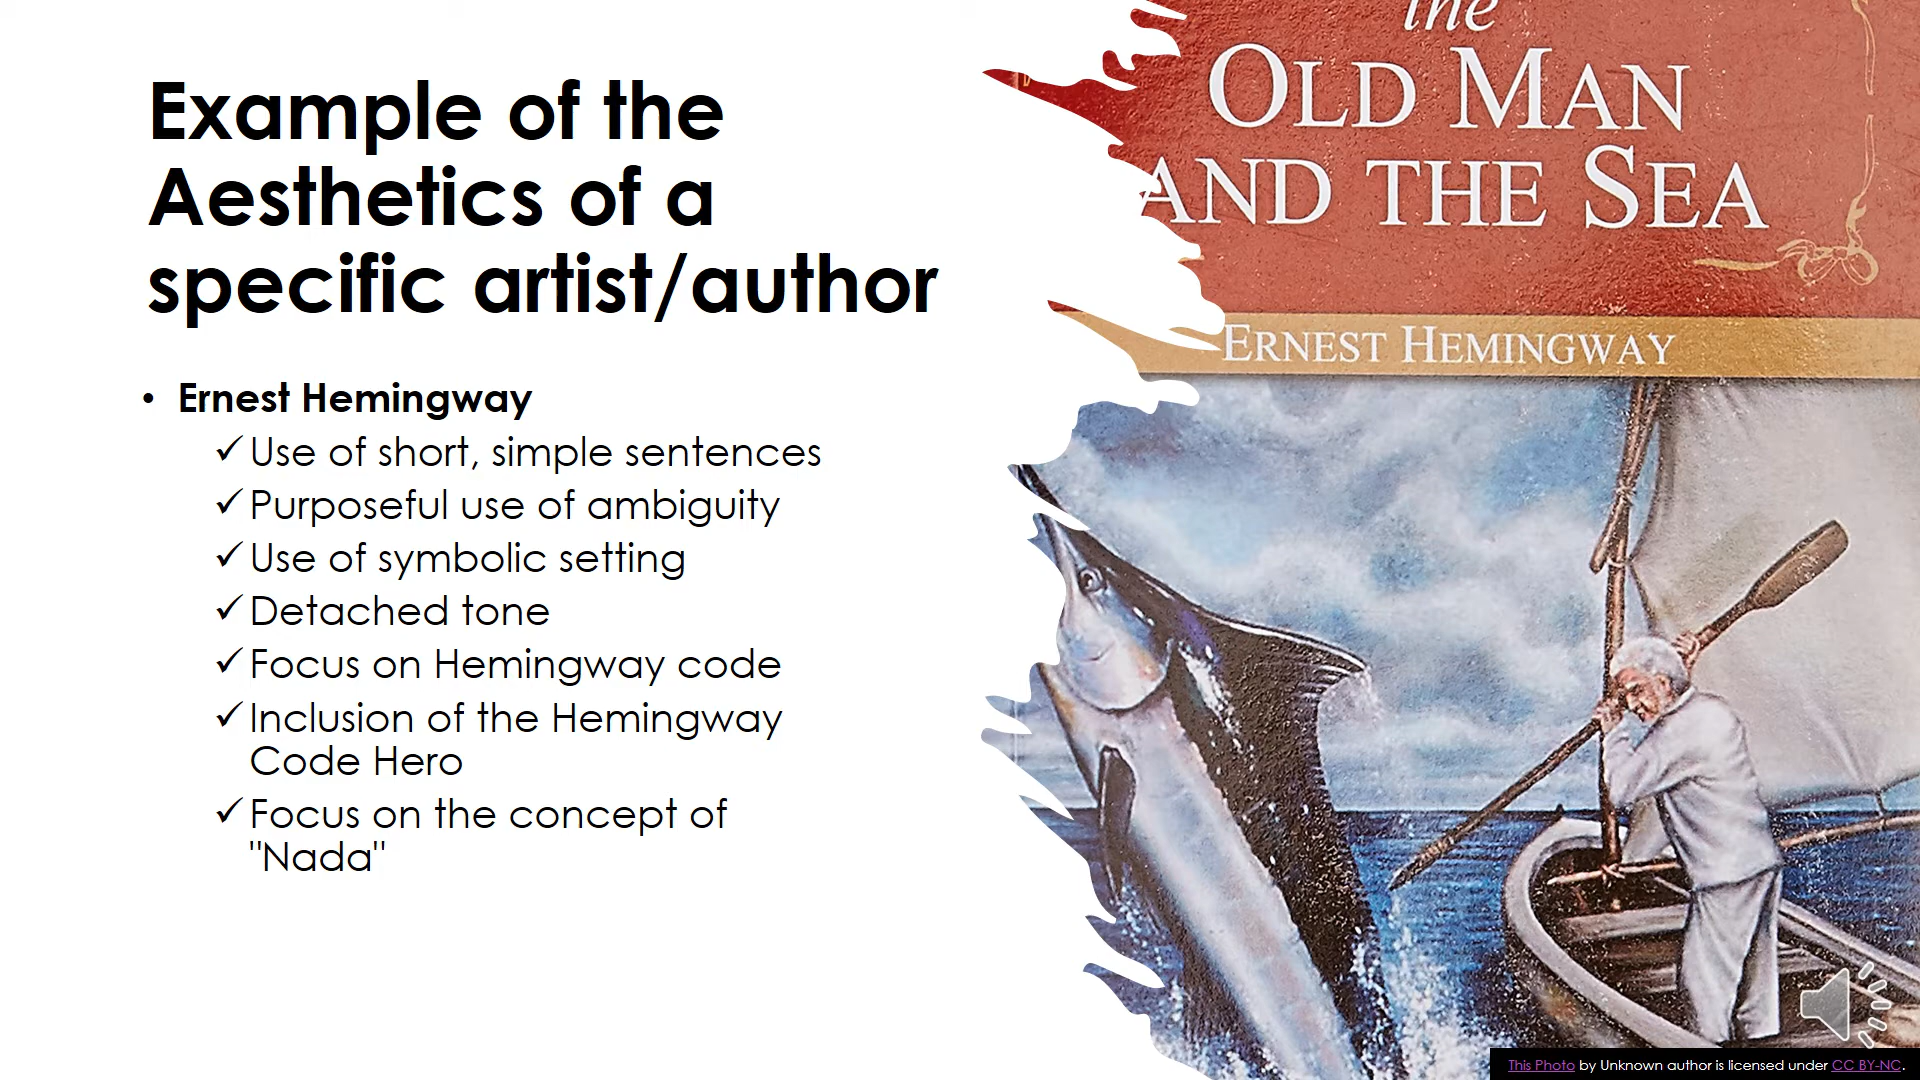 Example of the
Aesthetics of a
specific artist/author
• Ernest Hemingway
✓ Use of short, simple sentences
✓ Purposeful use of ambiguity
✓ Use of symbolic setting
✓ Detached tone
✓ Focus on Hemingway code
✓ Inclusion of the Hemingway
Code Hero
✓ Focus on the concept of
"Nada"
the
OLD MAN
AND THE SEA
ERNEST HEMINGWAY
This Photo by Unknown author is licensed under CC BY-NC.